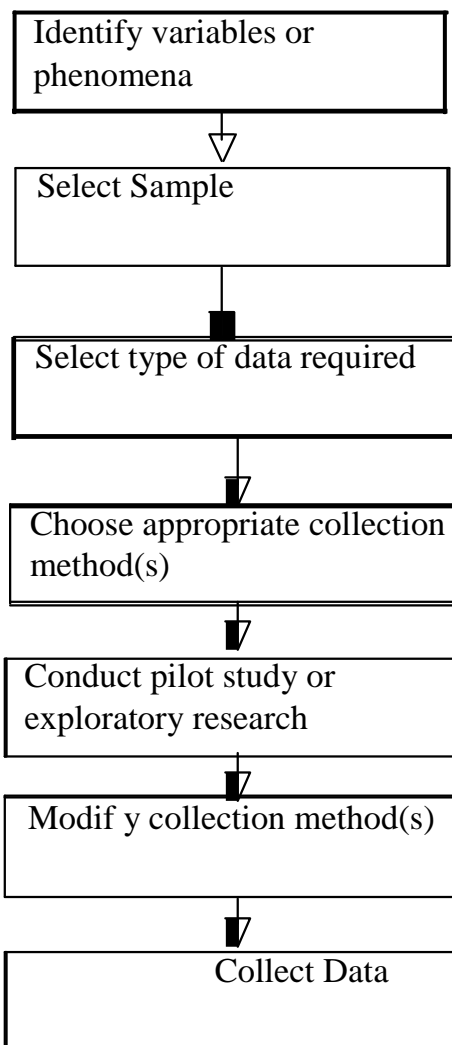 Identify variables or
phenomena
Select Sample
Select type of data required
Choose appropriate collection
method(s)
Conduct pilot study or
exploratory research
Modif y collection method(s)
Collect Data